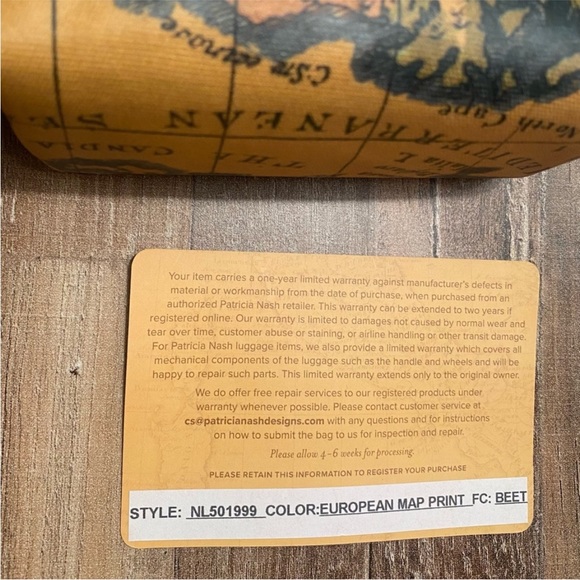 Csm europe
North Cape
MEDITERRANEAN SE
CANDIA
THE
Your item carries a one-year limited warranty against manufacturer's defects in
material or workmanship from the date of purchase, when purchased from an
authorized Patricia Nash retailer. This warranty can be extended to two years if
registered online. Our warranty is limited to damages not caused by normal wear and
tear over time, customer abuse or staining, or airline handling or other transit damage.
For Patricia Nash luggage items, we also provide a limited warranty which covers all
mechanical components of the luggage such as the handle and wheels and will be
happy to repair such parts. This limited warranty extends only to the original owner.
We do offer free repair services to our registered products under
warranty whenever possible. Please contact customer service at
cs@patricianashdesigns.com with any questions and for instructions
on how to submit the bag to us for inspection and repair.
Please allow 4-6 weeks for processing.
PLEASE RETAIN THIS INFORMATION TO REGISTER YOUR PURCHASE
STYLE: NL501999 COLOR:EUROPEAN MAP PRINT FC: BEET